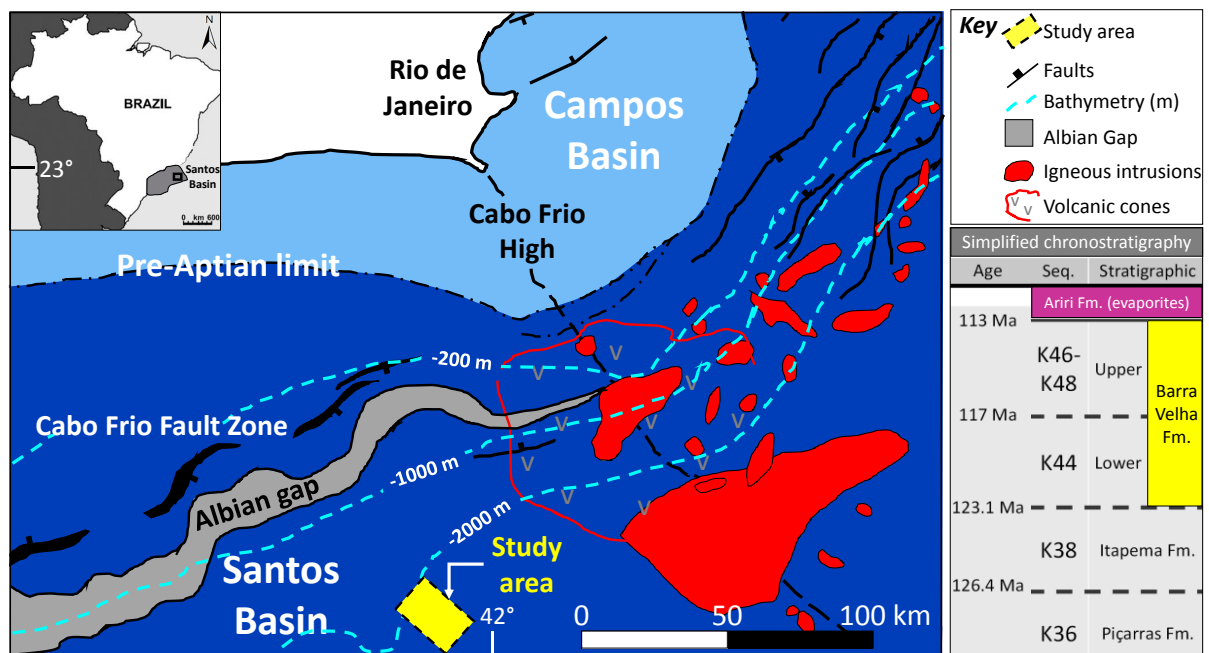 N
BRAZIL
Santos
Basin
0 km 600
23°
Rio de
Janeiro
Campos
Basin
Cabo Frio
High
Pre-Aptian limit
-200 m
Cabo Frio Fault Zone
-1000 m
Albian gap
-2000 m
Study
area
Santos
Basin
42°
0 50 100 km
V
V
V
V
V
V
V
V
V
V
Key
Study area
Faults
Bathymetry (m)
Albian Gap
Igneous intrusions
V
V
Volcanic cones
Simplified chronostratigraphy
Age Seq. Stratigraphic
Ariri Fm. (evaporites)
113 Ma
K46-
K48
Upper
Barra
Velha
Fm.
117 Ma
K44 Lower
123.1 Ma
K38 Itapema Fm.
126.4 Ma
K36 Piçarras Fm.